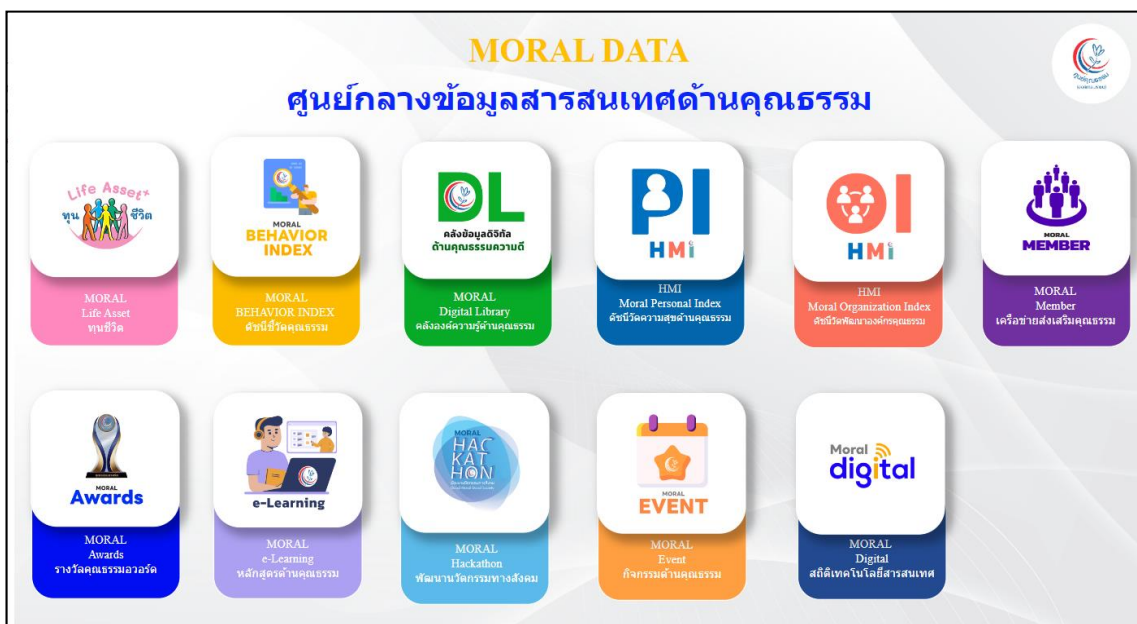 MORAL DATA
ศูนย์กลางข้อมูลสารสนเทศด้านคุณธรรม
ศูนย์คุณธรรม
Life Asset+
ทุน ชีวิต
MORAL
Life Asset
ทุนชีวิต
MORAL
BEHAVIOR
INDEX
MORAL
BEHAVIOR INDEX
ดัชนีชี้วัดคุณธรรม
DL
คลังข้อมูลดิจิทัล
ด้านคุณธรรมความดี
MORAL
Digital Library
คลังองค์ความรู้ด้านคุณธรรม
PI
HMi
HMI
Moral Personal Index
ดัชนีวัดความสุขด้านคุณธรรม
OI
HMi
HMI
Moral Organization Index
ดัชนีวัดพัฒนาองค์กรคุณธรรม
MORAL
MEMBER
MORAL
Member
เครือข่ายส่งเสริมคุณธรรม
MORAL
Awards
MORAL
Awards
รางวัลคุณธรรมอวอร์ด
e-Learning
MORAL
e-Learning
หลักสูตรด้านคุณธรรม
MORAL
HAC
KAT
HON
MORAL
Hackathon
พัฒนานวัตกรรมทางสังคม
MORAL
EVENT
MORAL
Event
กิจกรรมด้านคุณธรรม
Moral
digital
MORAL
Digital
สถิติเทคโนโลยีสารสนเทศ